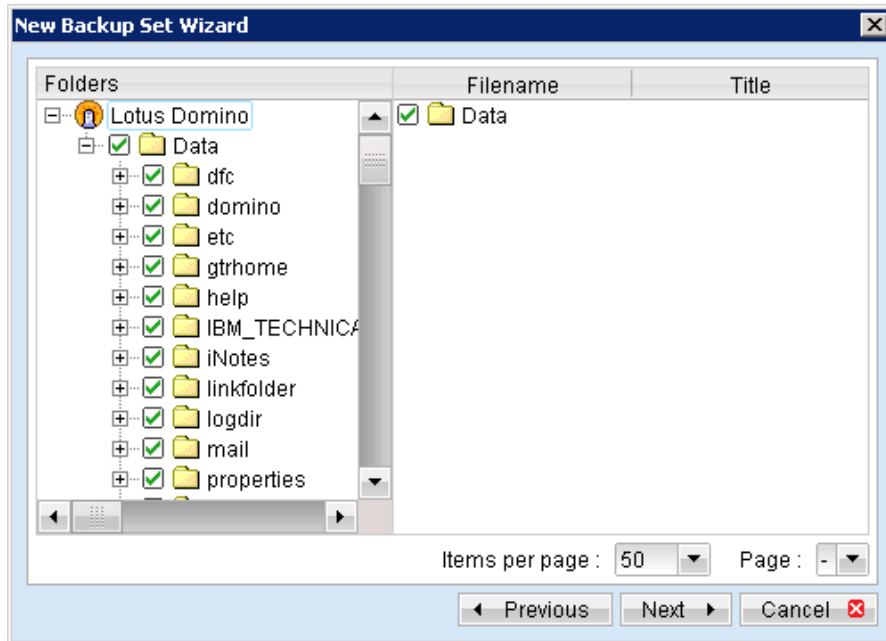 New Backup Set Wizard
Folders
Filename
Title
Lotus Domino
Data
dfc
domino
etc
gtrhome
help
IBM_TECHNICA
iNotes
linkfolder
logdir
mail
properties
Data
Items per page : 50
Page : -
Previous
Next
Cancel